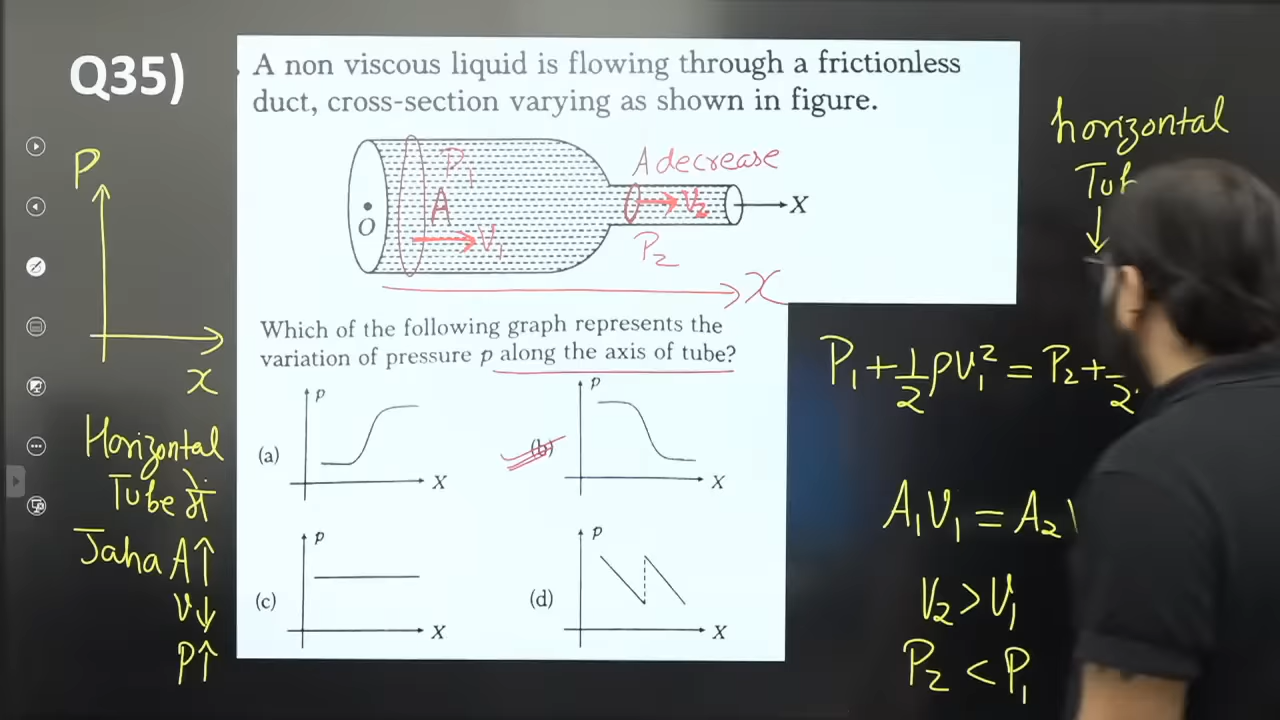 Q35)
A non viscous liquid is flowing through a frictionless
duct, cross-section varying as shown in figure.
P₁
A decrease
O
A
V₁
V₂
X
P₂
x
Which of the following graph represents the
variation of pressure p along the axis of tube?
(a)
p
X
(b)
p
X
(c)
p
X
(d)
p
X
P
x
Horizontal
Tube में
Jaha A↑
V↓
P↑
horizontal
P₁ + 1/2 ρV₁² = P₂ +
A₁V₁ = A₂
V₂ > V₁
P₂ < P₁